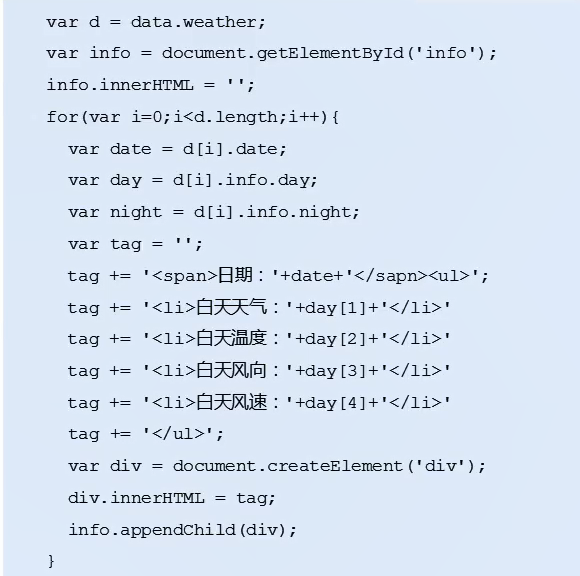 var d = data.weather;
var info = document.getElementById('info');
info.innerHTML = '';
for(var i=0;i<d.length;i++){
var date = d[i].date;
var day = d[i].info.day;
var night = d[i].info.night;
var tag = '';
tag += '<span>日期：'+date+'</sapn><ul>';
tag += '<li>白天天气：'+day[1]+'</li>'
tag += '<li>白天温度：'+day[2]+'</li>'
tag += '<li>白天风向：'+day[3]+'</li>'
tag += '<li>白天风速：'+day[4]+'</li>'
tag += '</ul>';
var div = document.createElement('div');
div.innerHTML = tag;
info.appendChild(div);
}